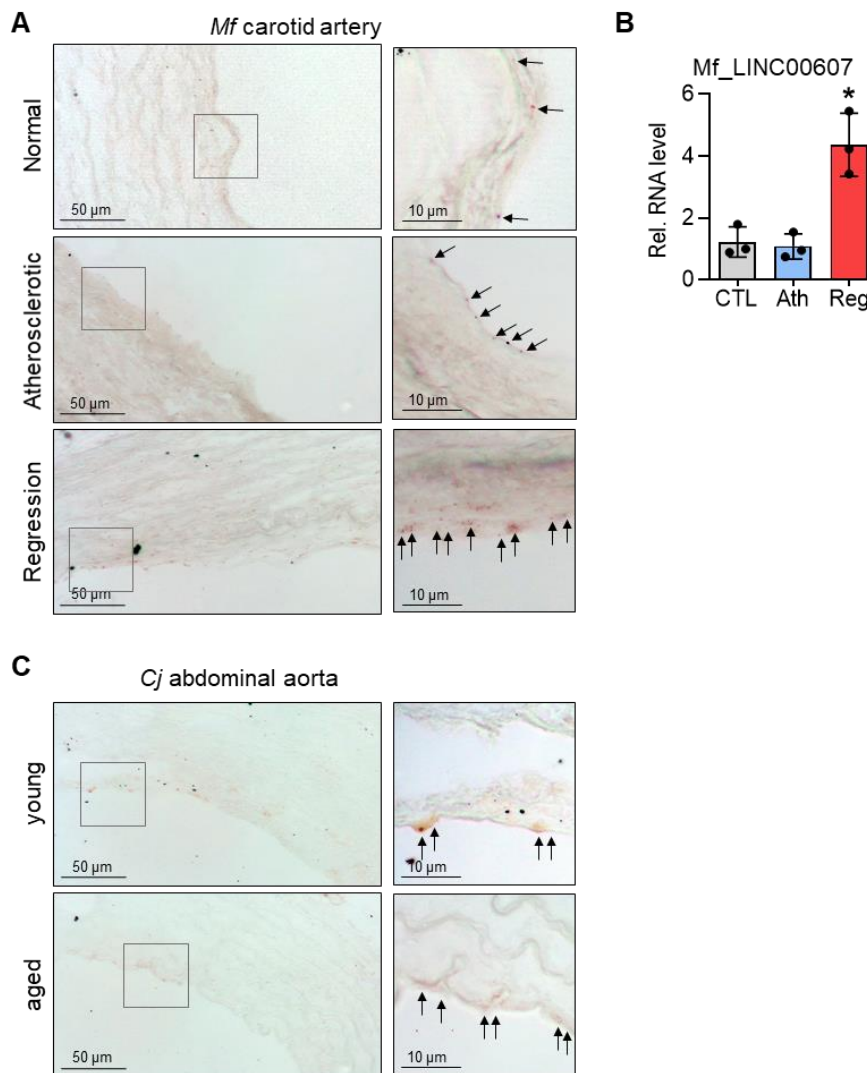 A
Mf carotid artery
Normal
50 µm
10 µm
Atherosclerotic
50 µm
10 µm
Regression
50 µm
10 µm
B
Mf_LINC00607
Rel. RNA level
6
4
2
0
*
CTL Ath Reg
C
Cj abdominal aorta
young
50 µm
10 µm
aged
50 µm
10 µm